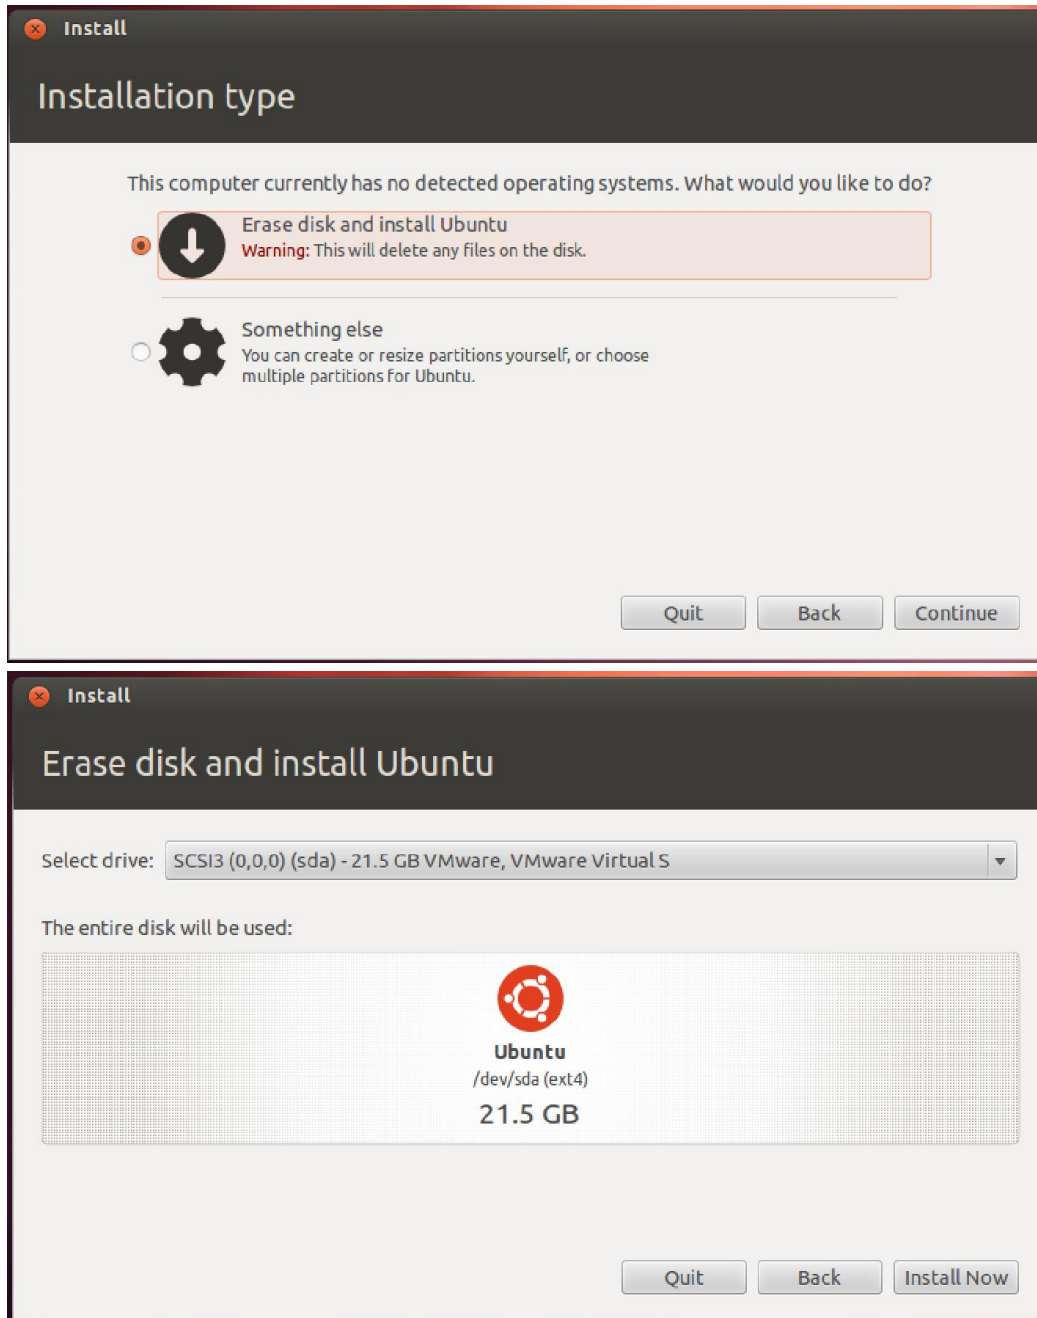 Install
Installation type
This computer currently has no detected operating systems. What would you like to do?
Erase disk and install Ubuntu
Warning: This will delete any files on the disk.
Something else
You can create or resize partitions yourself, or choose
multiple partitions for Ubuntu.
Quit Back Continue
Install
Erase disk and install Ubuntu
Select drive: SCSI3 (0,0,0) (sda) - 21.5 GB VMware, VMware Virtual S
The entire disk will be used:
Ubuntu
/dev/sda (ext4)
21.5 GB
Quit Back Install Now